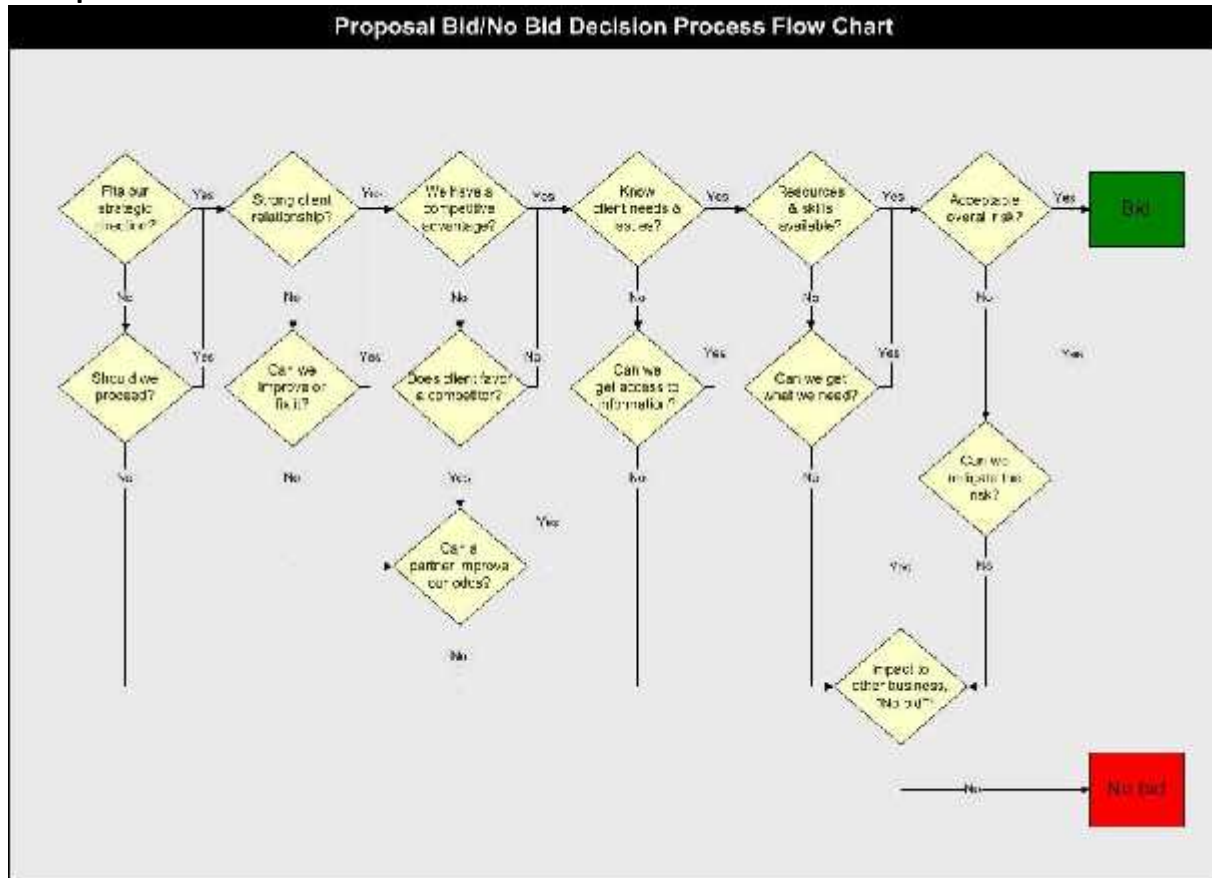 Proposal Bid/No Bid Decision Process Flow Chart
Fits our
strategic
direction?
Yes
Strong client
relationship?
Yes
We have a
competitive
advantage?
Yes
Know
client needs &
issues?
Yes
Resources
& skills
available?
Yes
Acceptable
overall risk?
Yes
Bid
No
No
No
No
No
No
Should we
proceed?
Yes
Can we
improve or
fix it?
Yes
Does client favor
a competitor?
No
Can we
get access to
information?
Yes
Can we get
what we need?
Yes
Yes
No
No
Yes
No
No
Can we
mitigate the
risk?
Can a
partner improve
our odds?
Yes
Yes
No
No
Impact to
other business,
"No bid"?
No
No bid